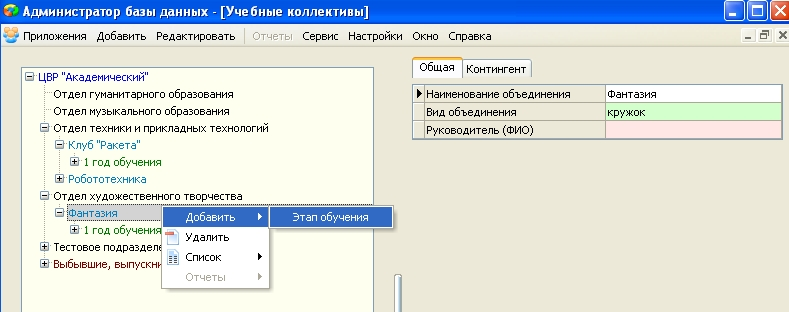 Администратор базы данных - [Учебные коллективы]
Приложения Добавить Редактировать Отчеты Сервис Настройки Окно Справка
ЦВР "Академический"
Отдел гуманитарного образования
Отдел музыкального образования
Отдел техники и прикладных технологий
Клуб "Ракета"
1 год обучения
Робототехника
Отдел художественного творчества
Фантазия
1 год обучения
Тестовое подразделе
Выбывшие, выпускни
Добавить
Удалить
Список
Отчеты
Этап обучения
Общая Контингент
Наименование объединения Фантазия
Вид объединения кружок
Руководитель (ФИО)